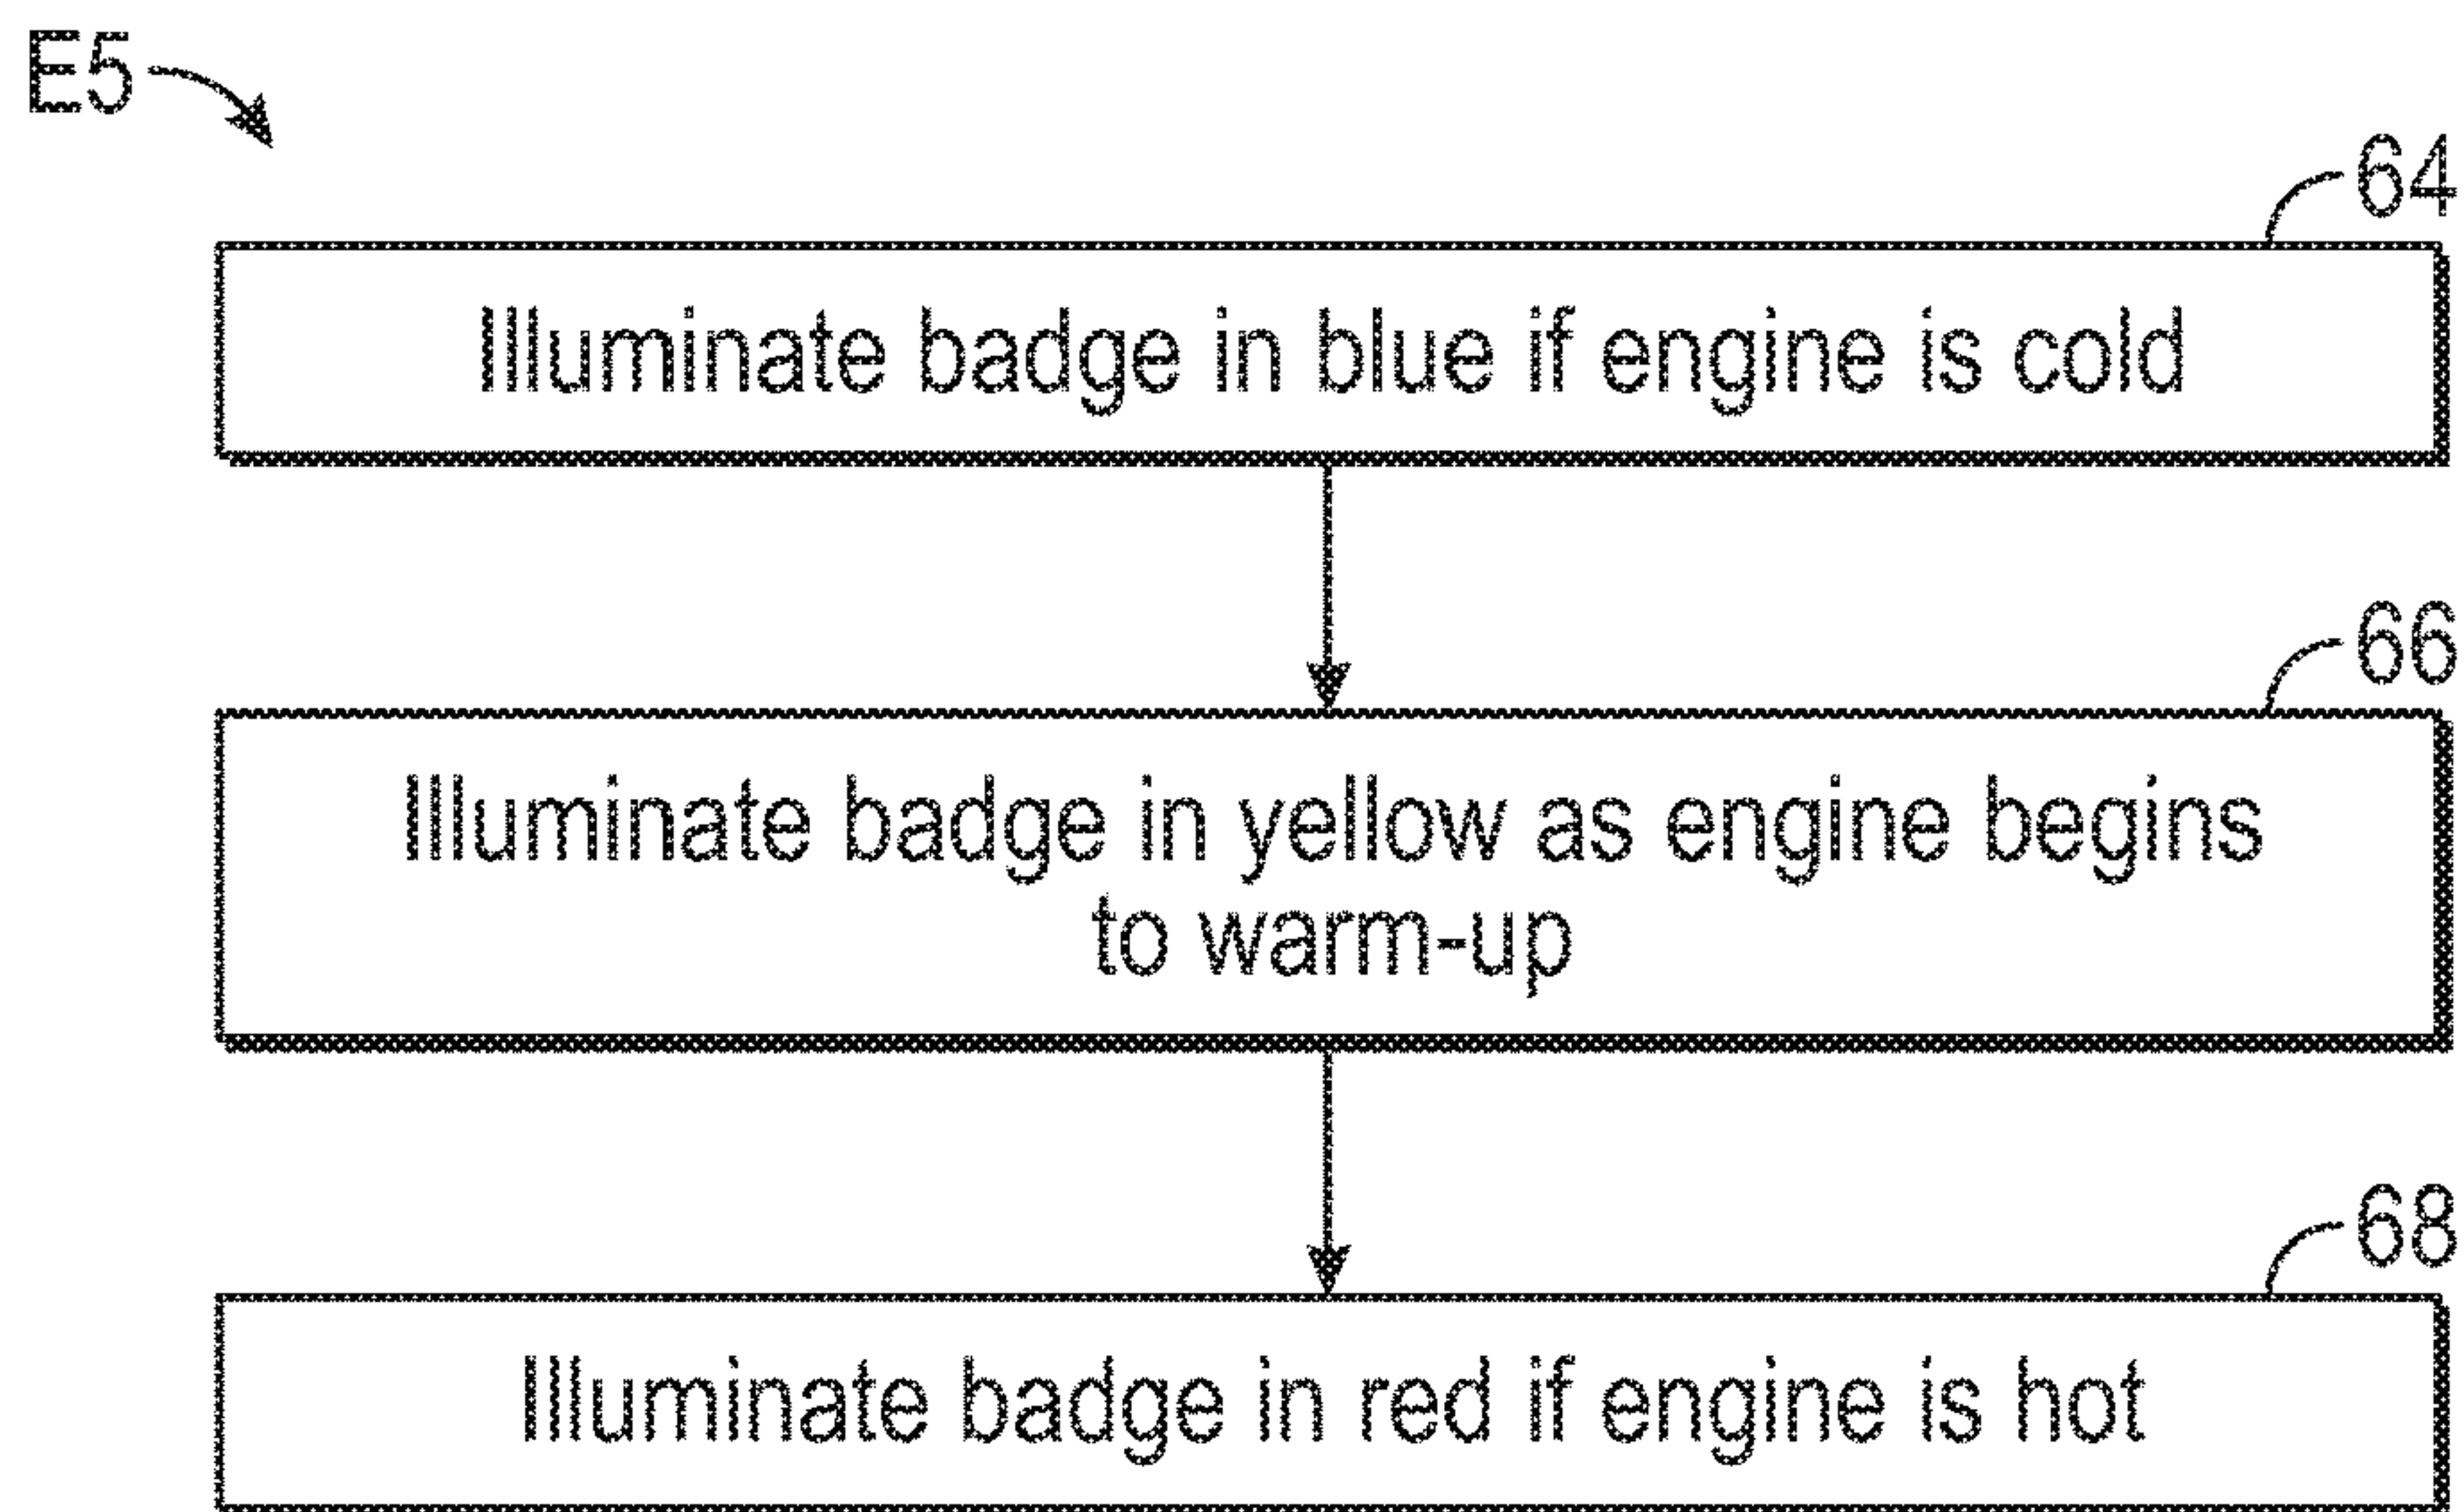 E5
64
Illuminate badge in blue if engine is cold
66
Illuminate badge in yellow as engine begins
to warm-up
68
Illuminate badge in red if engine is hot